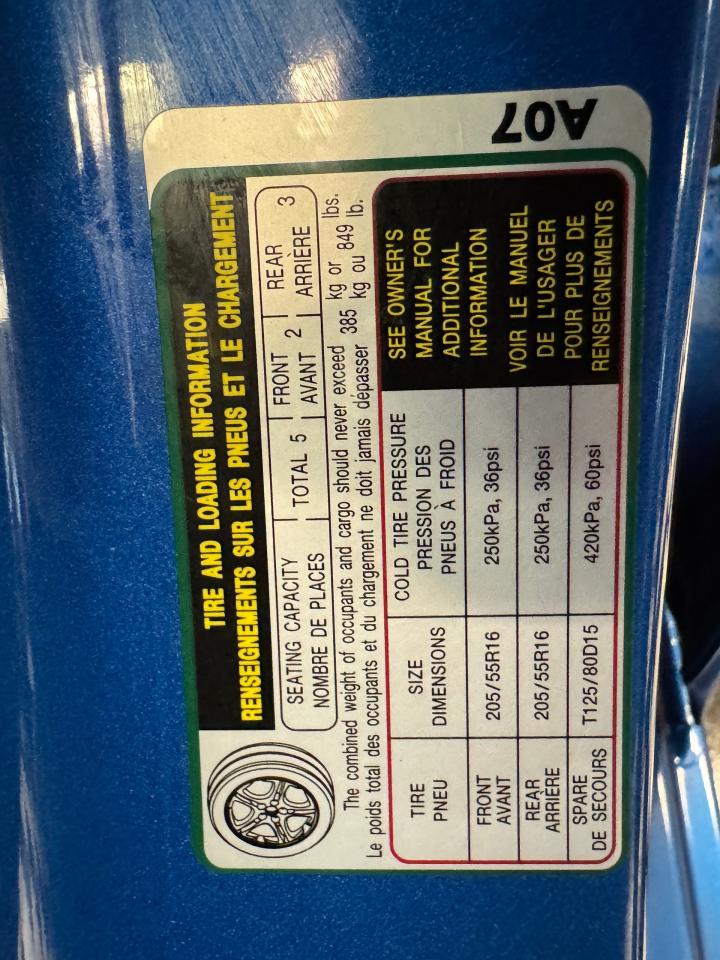 TIRE AND LOADING INFORMATION
RENSEIGNEMENTS SUR LES PNEUS ET LE CHARGEMENT
SEATING CAPACITY
NOMBRE DE PLACES
TOTAL 5
FRONT
AVANT
2
REAR
ARRIÈRE
3
The combined weight of occupants and cargo should never exceed 385 kg or lbs.
Le poids total des occupants et du chargement ne doit jamais dépasser kg ou 849 lb.
TIRE
PNEU
SIZE
DIMENSIONS
COLD TIRE PRESSURE
PRESSION DES
PNEUS À FROID
FRONT
AVANT
205/55R16
250kPa, 36psi
REAR
ARRIÈRE
205/55R16
250kPa, 36psi
SPARE
DE SECOURS
T125/80D15
420kPa, 60psi
SEE OWNER'S
MANUAL FOR
ADDITIONAL
INFORMATION
VOIR LE MANUEL
DE L'USAGER
POUR PLUS DE
RENSEIGNEMENTS
A07